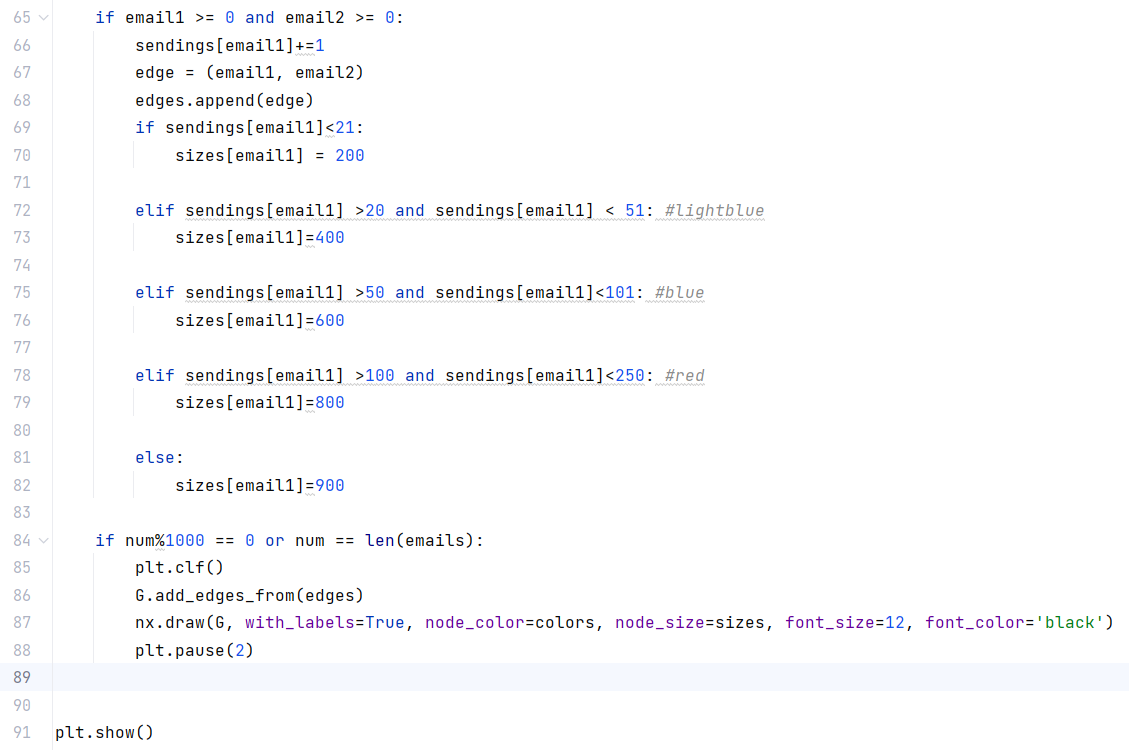 65 if email1 >= 0 and email2 >= 0:
66 sendings[email1]+=1
67 edge = (email1, email2)
68 edges.append(edge)
69 if sendings[email1]<21:
70 sizes[email1] = 200
71
72 elif sendings[email1] >20 and sendings[email1] < 51: #lightblue
73 sizes[email1]=400
74
75 elif sendings[email1] >50 and sendings[email1]<101: #blue
76 sizes[email1]=600
77
78 elif sendings[email1] >100 and sendings[email1]<250: #red
79 sizes[email1]=800
80
81 else:
82 sizes[email1]=900
83
84 if num%1000 == 0 or num == len(emails):
85 plt.clf()
86 G.add_edges_from(edges)
87 nx.draw(G, with_labels=True, node_color=colors, node_size=sizes, font_size=12, font_color='black')
88 plt.pause(2)
89
90
91 plt.show()